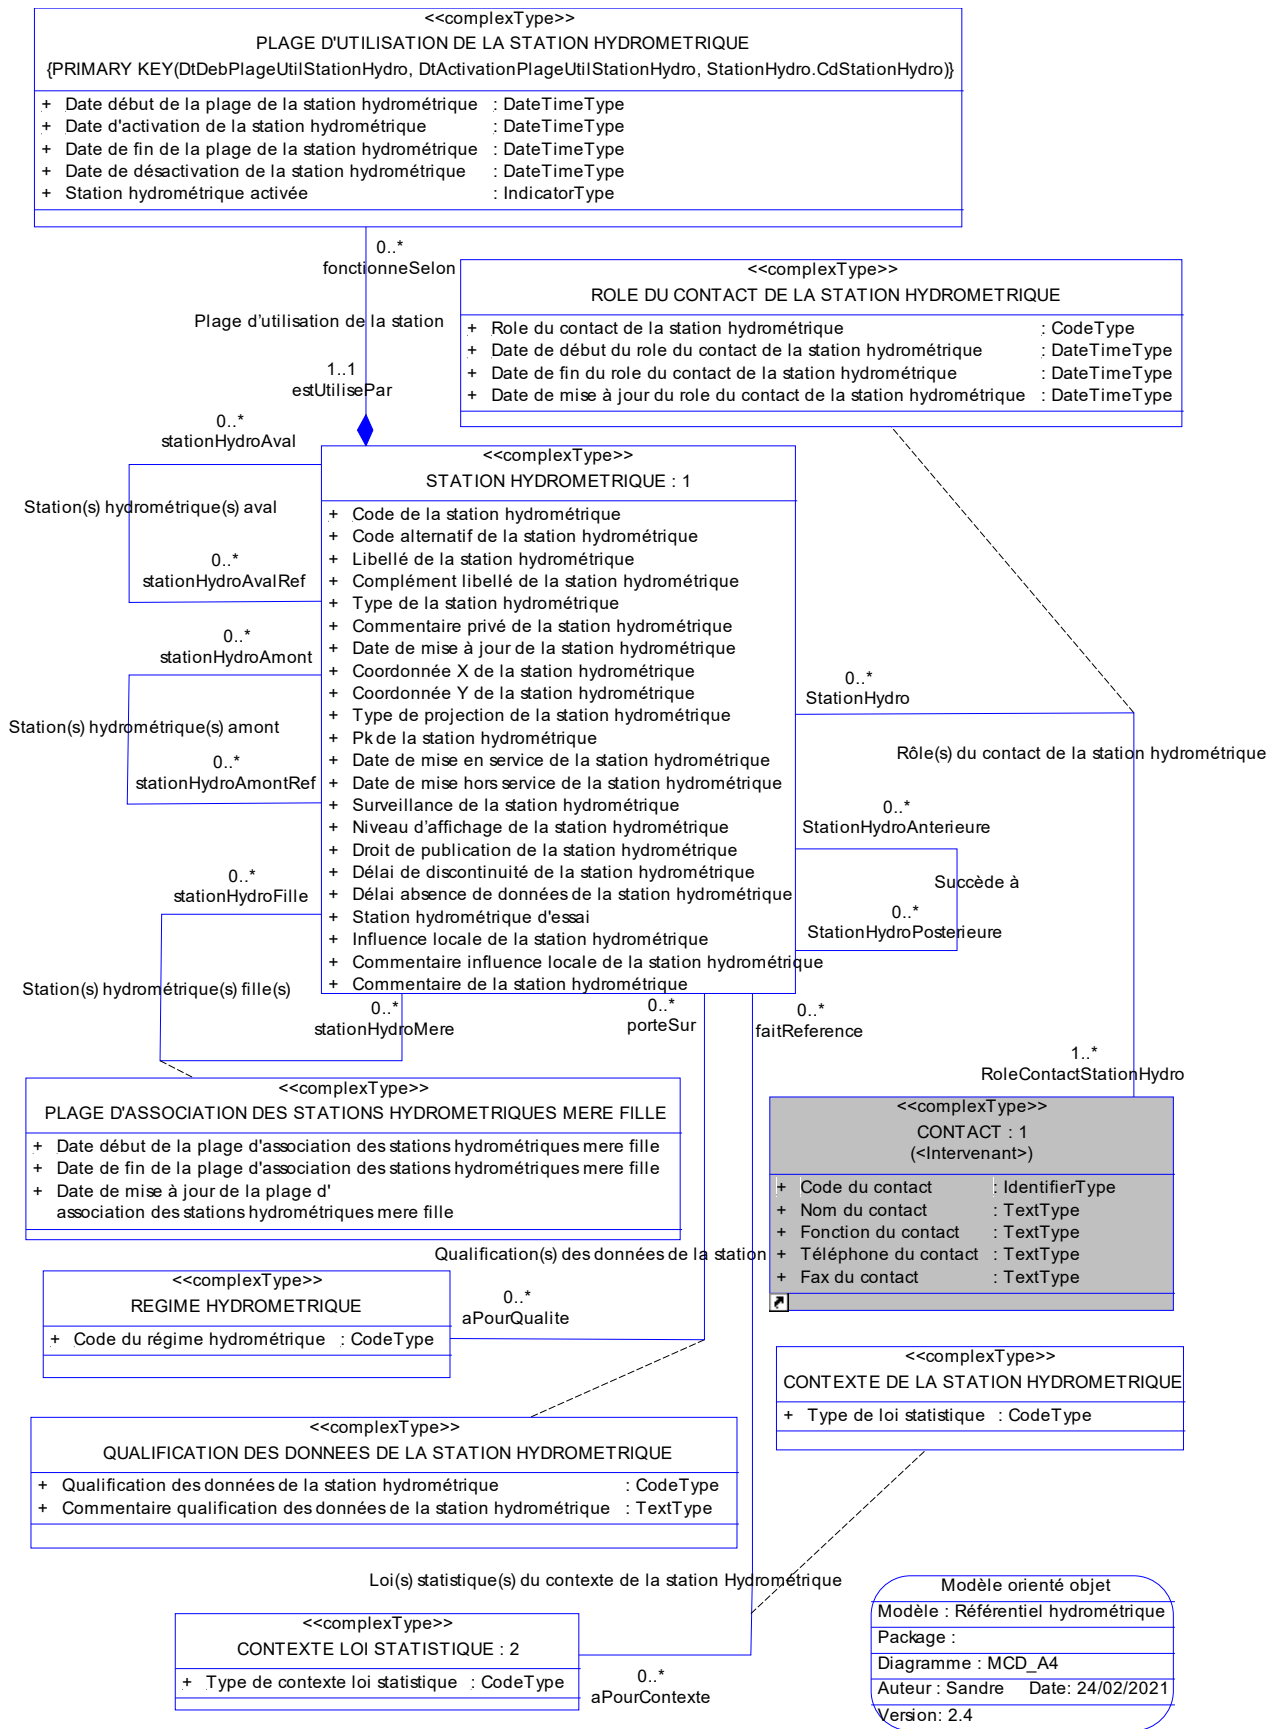 <<complexType>>
PLAGE D'UTILISATION DE LA STATION HYDROMETRIQUE
{PRIMARY KEY(DtDebPlageUtilStationHydro, DtActivationPlageUtilStationHydro, StationHydro.CdStationHydro)}
+ Date début de la plage de la station hydrométrique : DateTimeType
+ Date d'activation de la station hydrométrique : DateTimeType
+ Date de fin de la plage de la station hydrométrique : DateTimeType
+ Date de désactivation de la station hydrométrique : DateTimeType
+ Station hydrométrique activée : IndicatorType
0..*
fonctionneSelon
Plage d'utilisation de la station
1..1
estUtilisePar
<<complexType>>
ROLE DU CONTACT DE LA STATION HYDROMETRIQUE
+ Role du contact de la station hydrométrique : CodeType
+ Date de début du role du contact de la station hydrométrique : DateTimeType
+ Date de fin du role du contact de la station hydrométrique : DateTimeType
+ Date de mise à jour du role du contact de la station hydrométrique : DateTimeType
0..*
stationHydroAval
Station(s) hydrométrique(s) aval
0..*
stationHydroAvalRef
0..*
stationHydroAmont
Station(s) hydrométrique(s) amont
0..*
stationHydroAmontRef
0..*
stationHydroFille
Station(s) hydrométrique(s) fille(s)
<<complexType>>
STATION HYDROMETRIQUE : 1
+ Code de la station hydrométrique
+ Code alternatif de la station hydrométrique
+ Libellé de la station hydrométrique
+ Complément libellé de la station hydrométrique
+ Type de la station hydrométrique
+ Commentaire privé de la station hydrométrique
+ Date de mise à jour de la station hydrométrique
+ Coordonnée X de la station hydrométrique
+ Coordonnée Y de la station hydrométrique
+ Type de projection de la station hydrométrique
+ Pk de la station hydrométrique
+ Date de mise en service de la station hydrométrique
+ Date de mise hors service de la station hydrométrique
+ Surveillance de la station hydrométrique
+ Niveau d'affichage de la station hydrométrique
+ Droit de publication de la station hydrométrique
+ Délai de discontinuité de la station hydrométrique
+ Délai absence de données de la station hydrométrique
+ Station hydrométrique d'essai
+ Influence locale de la station hydrométrique
+ Commentaire influence locale de la station hydrométrique
+ Commentaire de la station hydrométrique
0..*
StationHydro
Rôle(s) du contact de la station hydrométrique
0..*
StationHydroAnterieure
Succède à
0..*
StationHydroPosterieure
0..*
stationHydroMere
0..*
porteSur
0..*
faitReference
1..*
RoleContactStationHydro
<<complexType>>
PLAGE D'ASSOCIATION DES STATIONS HYDROMETRIQUES MERE FILLE
+ Date début de la plage d'association des stations hydrométriques mere fille
+ Date de fin de la plage d'association des stations hydrométriques mere fille
+ Date de mise à jour de la plage d'
association des stations hydrométriques mere fille
<<complexType>>
CONTACT : 1
(<Intervenant>)
+ Code du contact : IdentifierType
+ Nom du contact : TextType
+ Fonction du contact : TextType
+ Téléphone du contact : TextType
+ Fax du contact : TextType
Qualification(s) des données de la station
<<complexType>>
REGIME HYDROMETRIQUE
+ Code du régime hydrométrique : CodeType
0..*
aPourQualite
<<complexType>>
CONTEXTE DE LA STATION HYDROMETRIQUE
+ Type de loi statistique : CodeType
<<complexType>>
QUALIFICATION DES DONNEES DE LA STATION HYDROMETRIQUE
+ Qualification des données de la station hydrométrique : CodeType
+ Commentaire qualification des données de la station hydrométrique : TextType
Loi(s) statistique(s) du contexte de la station Hydrométrique
<<complexType>>
CONTEXTE LOI STATISTIQUE : 2
+ Type de contexte loi statistique : CodeType
0..*
aPourContexte
Modèle orienté objet
Modèle : Référentiel hydrométrique
Package :
Diagramme : MCD_A4
Auteur : Sandre Date: 24/02/2021
Version: 2.4